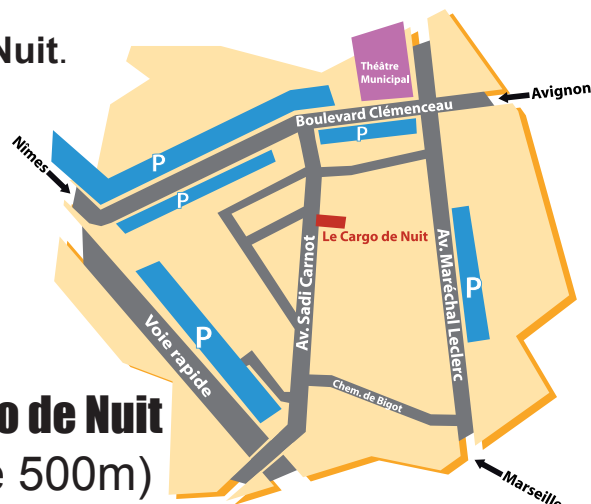 Nuit.
Théâtre
Municipal
Avignon
Boulevard Clémenceau
P
Nîmes
P
P
Le Cargo de Nuit
Av. Sadi Carnot
Av. Maréchal Leclerc
P
P
Voie rapide
Chem. de Bigot
o de Nuit
500m)
Marseille